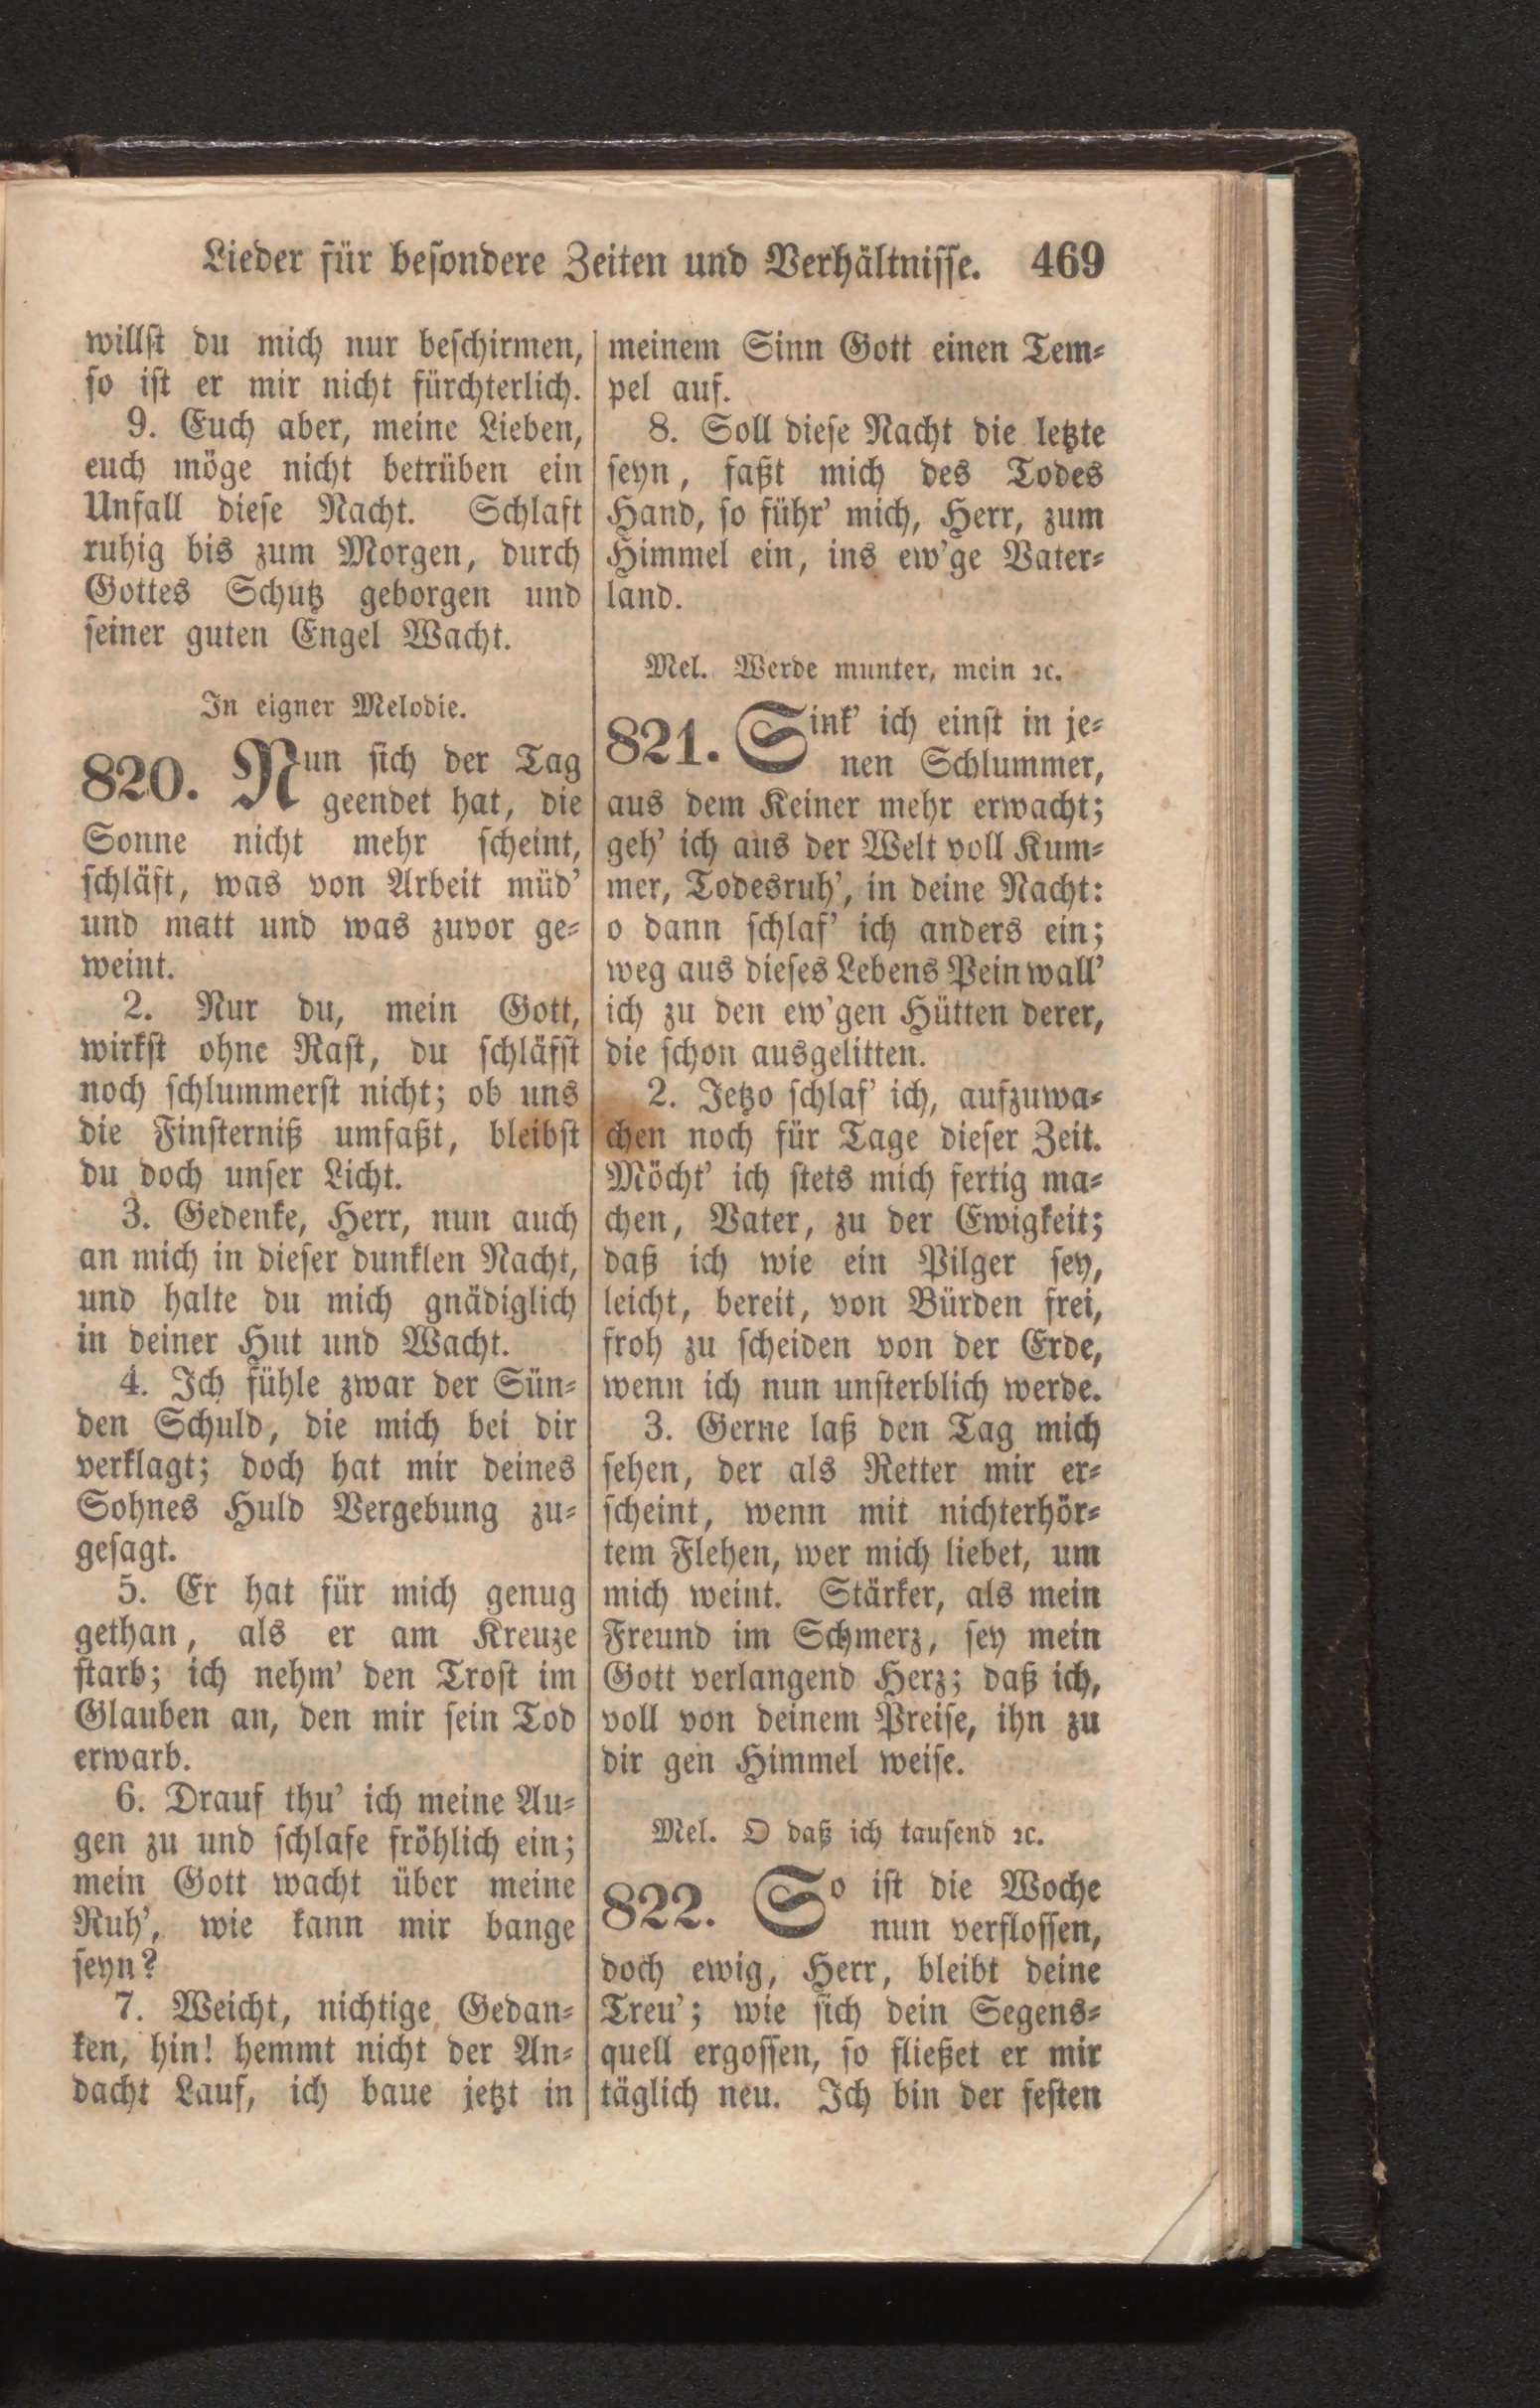 Lieder für besondere Zeiten und Verhältnisse. 469
willst du mich nur beschirmen,
so ist er mir nicht fürchterlich.
9. Euch aber, meine Lieben,
euch möge nicht betrüben ein
Unfall diese Nacht. Schlaft
ruhig bis zum Morgen, durch
Gottes Schutz geborgen und
seiner guten Engel Wacht.
In eigner Melodie.
820. Nun sich der Tag
geendet hat, die
Sonne nicht mehr scheint,
schläft, was von Arbeit müd'
und matt und was zuvor ge-
weint.
2. Nur du, mein Gott,
wirkst ohne Rast, du schläfst
noch schlummerst nicht; ob uns
die Finsterniß umfaßt, bleibst
du doch unser Licht.
3. Gedenke, Herr, nun auch
an mich in dieser dunklen Nacht,
und halte du mich gnädiglich
in deiner Hut und Wacht.
4. Ich fühle zwar der Sün-
den Schuld, die mich bei dir
verklagt; doch hat mir deines
Sohnes Huld Vergebung zu-
gesagt.
5. Er hat für mich genug
gethan, als er am Kreuze
starb; ich nehm' den Trost im
Glauben an, den mir sein Tod
erwarb.
6. Drauf thu' ich meine Au-
gen zu und schlafe fröhlich ein;
mein Gott wacht über meine
Ruh', wie kann mir bange
seyn?
7. Weicht, nichtige Gedan-
ken, hin! hemmt nicht der An-
dacht Lauf, ich baue jetzt in
meinem Sinn Gott einen Tem-
pel auf.
8. Soll diese Nacht die letzte
seyn, faßt mich des Todes
Hand, so führ' mich, Herr, zum
Himmel ein, ins ew'ge Vater-
land.
Mel. Werde munter, mein ꝛc.
821. Sink' ich einst in je-
nen Schlummer,
aus dem Keiner mehr erwacht;
geh' ich aus der Welt voll Kum-
mer, Todesruh', in deine Nacht:
o dann schlaf' ich anders ein;
weg aus dieses Lebens Pein wall'
ich zu den ew'gen Hütten derer,
die schon ausgelitten.
2. Jetzo schlaf' ich, aufzuwa-
chen noch für Tage dieser Zeit.
Möcht' ich stets mich fertig ma-
chen, Vater, zu der Ewigkeit;
daß ich wie ein Pilger sey,
leicht, bereit, von Bürden frei,
froh zu scheiden von der Erde,
wenn ich nun unsterblich werde.
3. Gerne laß den Tag mich
sehen, der als Retter mir er-
scheint, wenn mit nichterhör-
tem Flehen, wer mich liebet, um
mich weint. Stärker, als mein
Freund im Schmerz, sey mein
Gott verlangend Herz; daß ich,
voll von deinem Preise, ihn zu
dir gen Himmel weise.
Mel. O daß ich tausend ꝛc.
822. So ist die Woche
nun verflossen,
doch ewig, Herr, bleibt deine
Treu'; wie sich dein Segens-
quell ergossen, so fließet er mir
täglich neu. Ich bin der festen